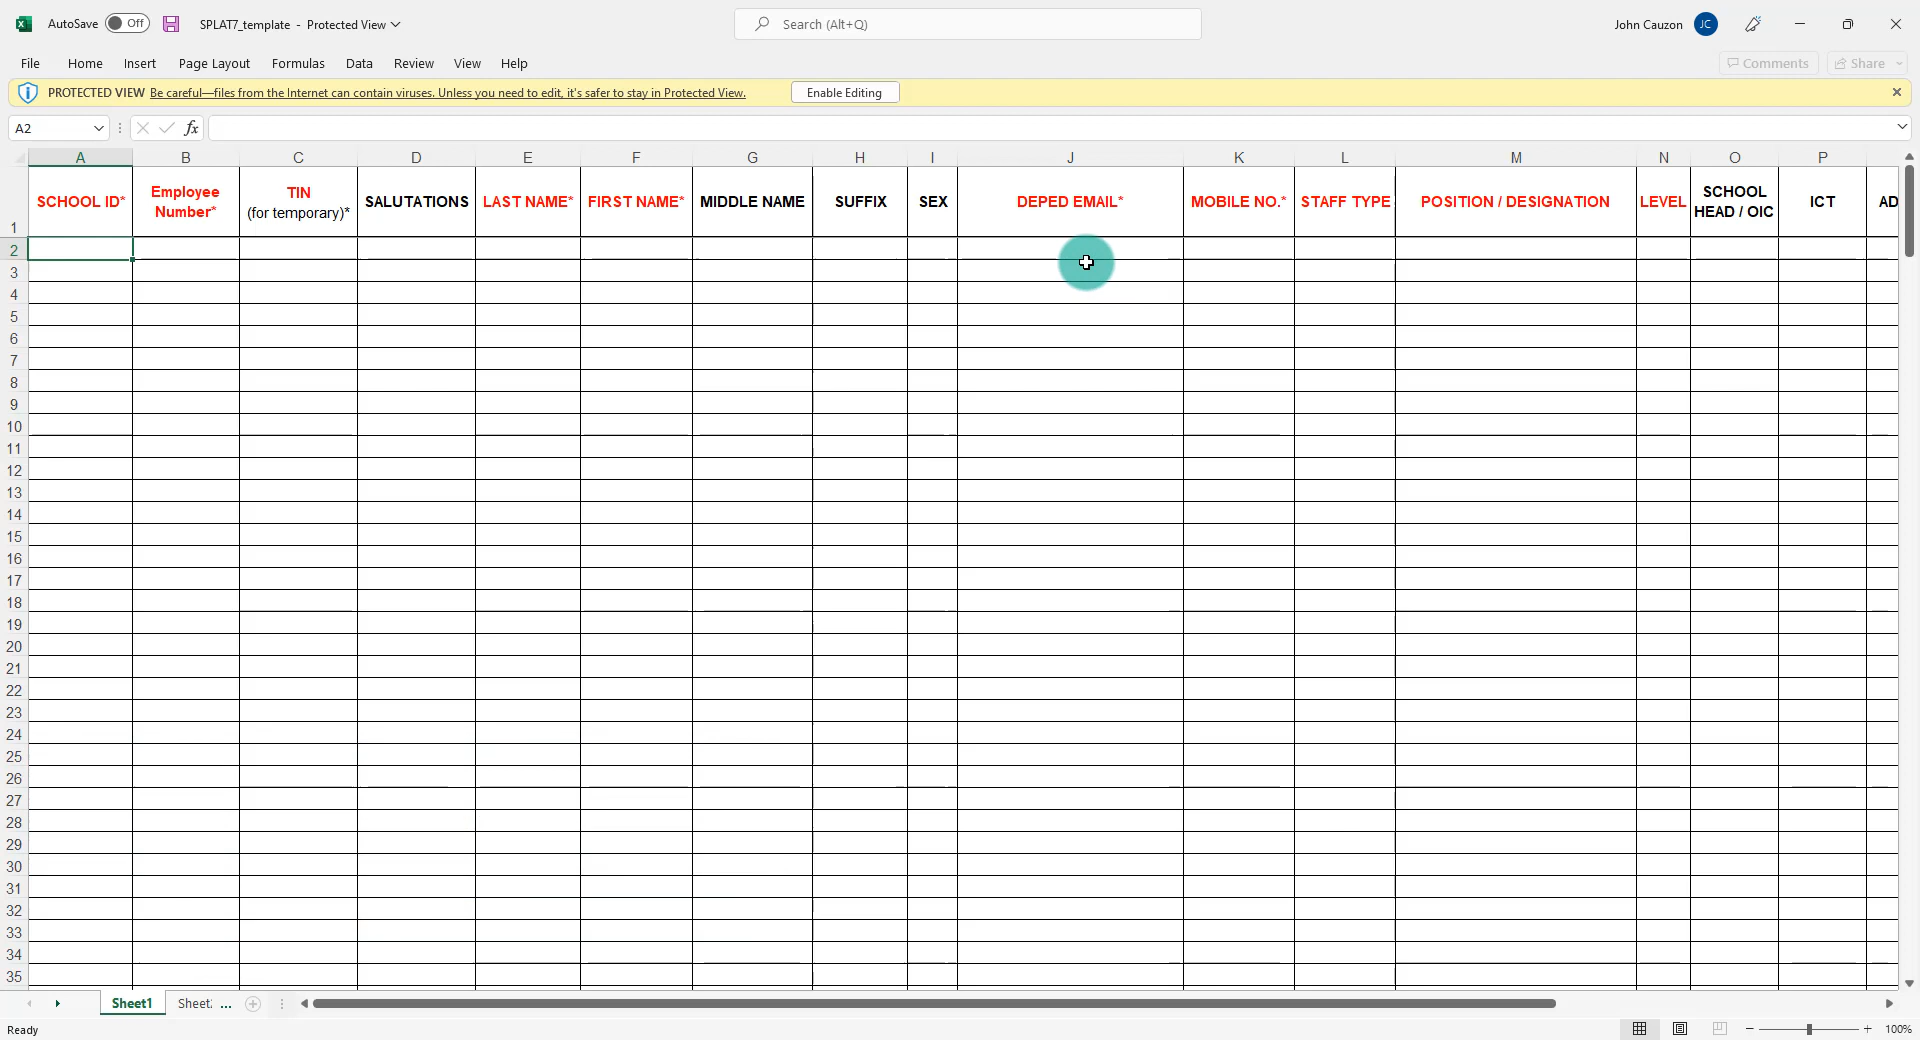 AutoSave Off SPLAT7_template - Protected View Search (Alt+Q) John Cauzon JC
File Home Insert Page Layout Formulas Data Review View Help Comments Share
PROTECTED VIEW Be careful—files from the Internet can contain viruses. Unless you need to edit, it's safer to stay in Protected View. Enable Editing
A2 fx
A B C D E F G H I J K L M N O P
SCHOOL ID*
Employee
Number*
TIN
(for temporary)*
SALUTATIONS
LAST NAME*
FIRST NAME*
MIDDLE NAME
SUFFIX
SEX
DEPED EMAIL*
MOBILE NO.*
STAFF TYPE
POSITION / DESIGNATION
LEVEL
SCHOOL
HEAD / OIC
ICT
AD
1
2
3
4
5
6
7
8
9
10
11
12
13
14
15
16
17
18
19
20
21
22
23
24
25
26
27
28
29
30
31
32
33
34
35
Sheet1 Sheet: ...
Ready 100%